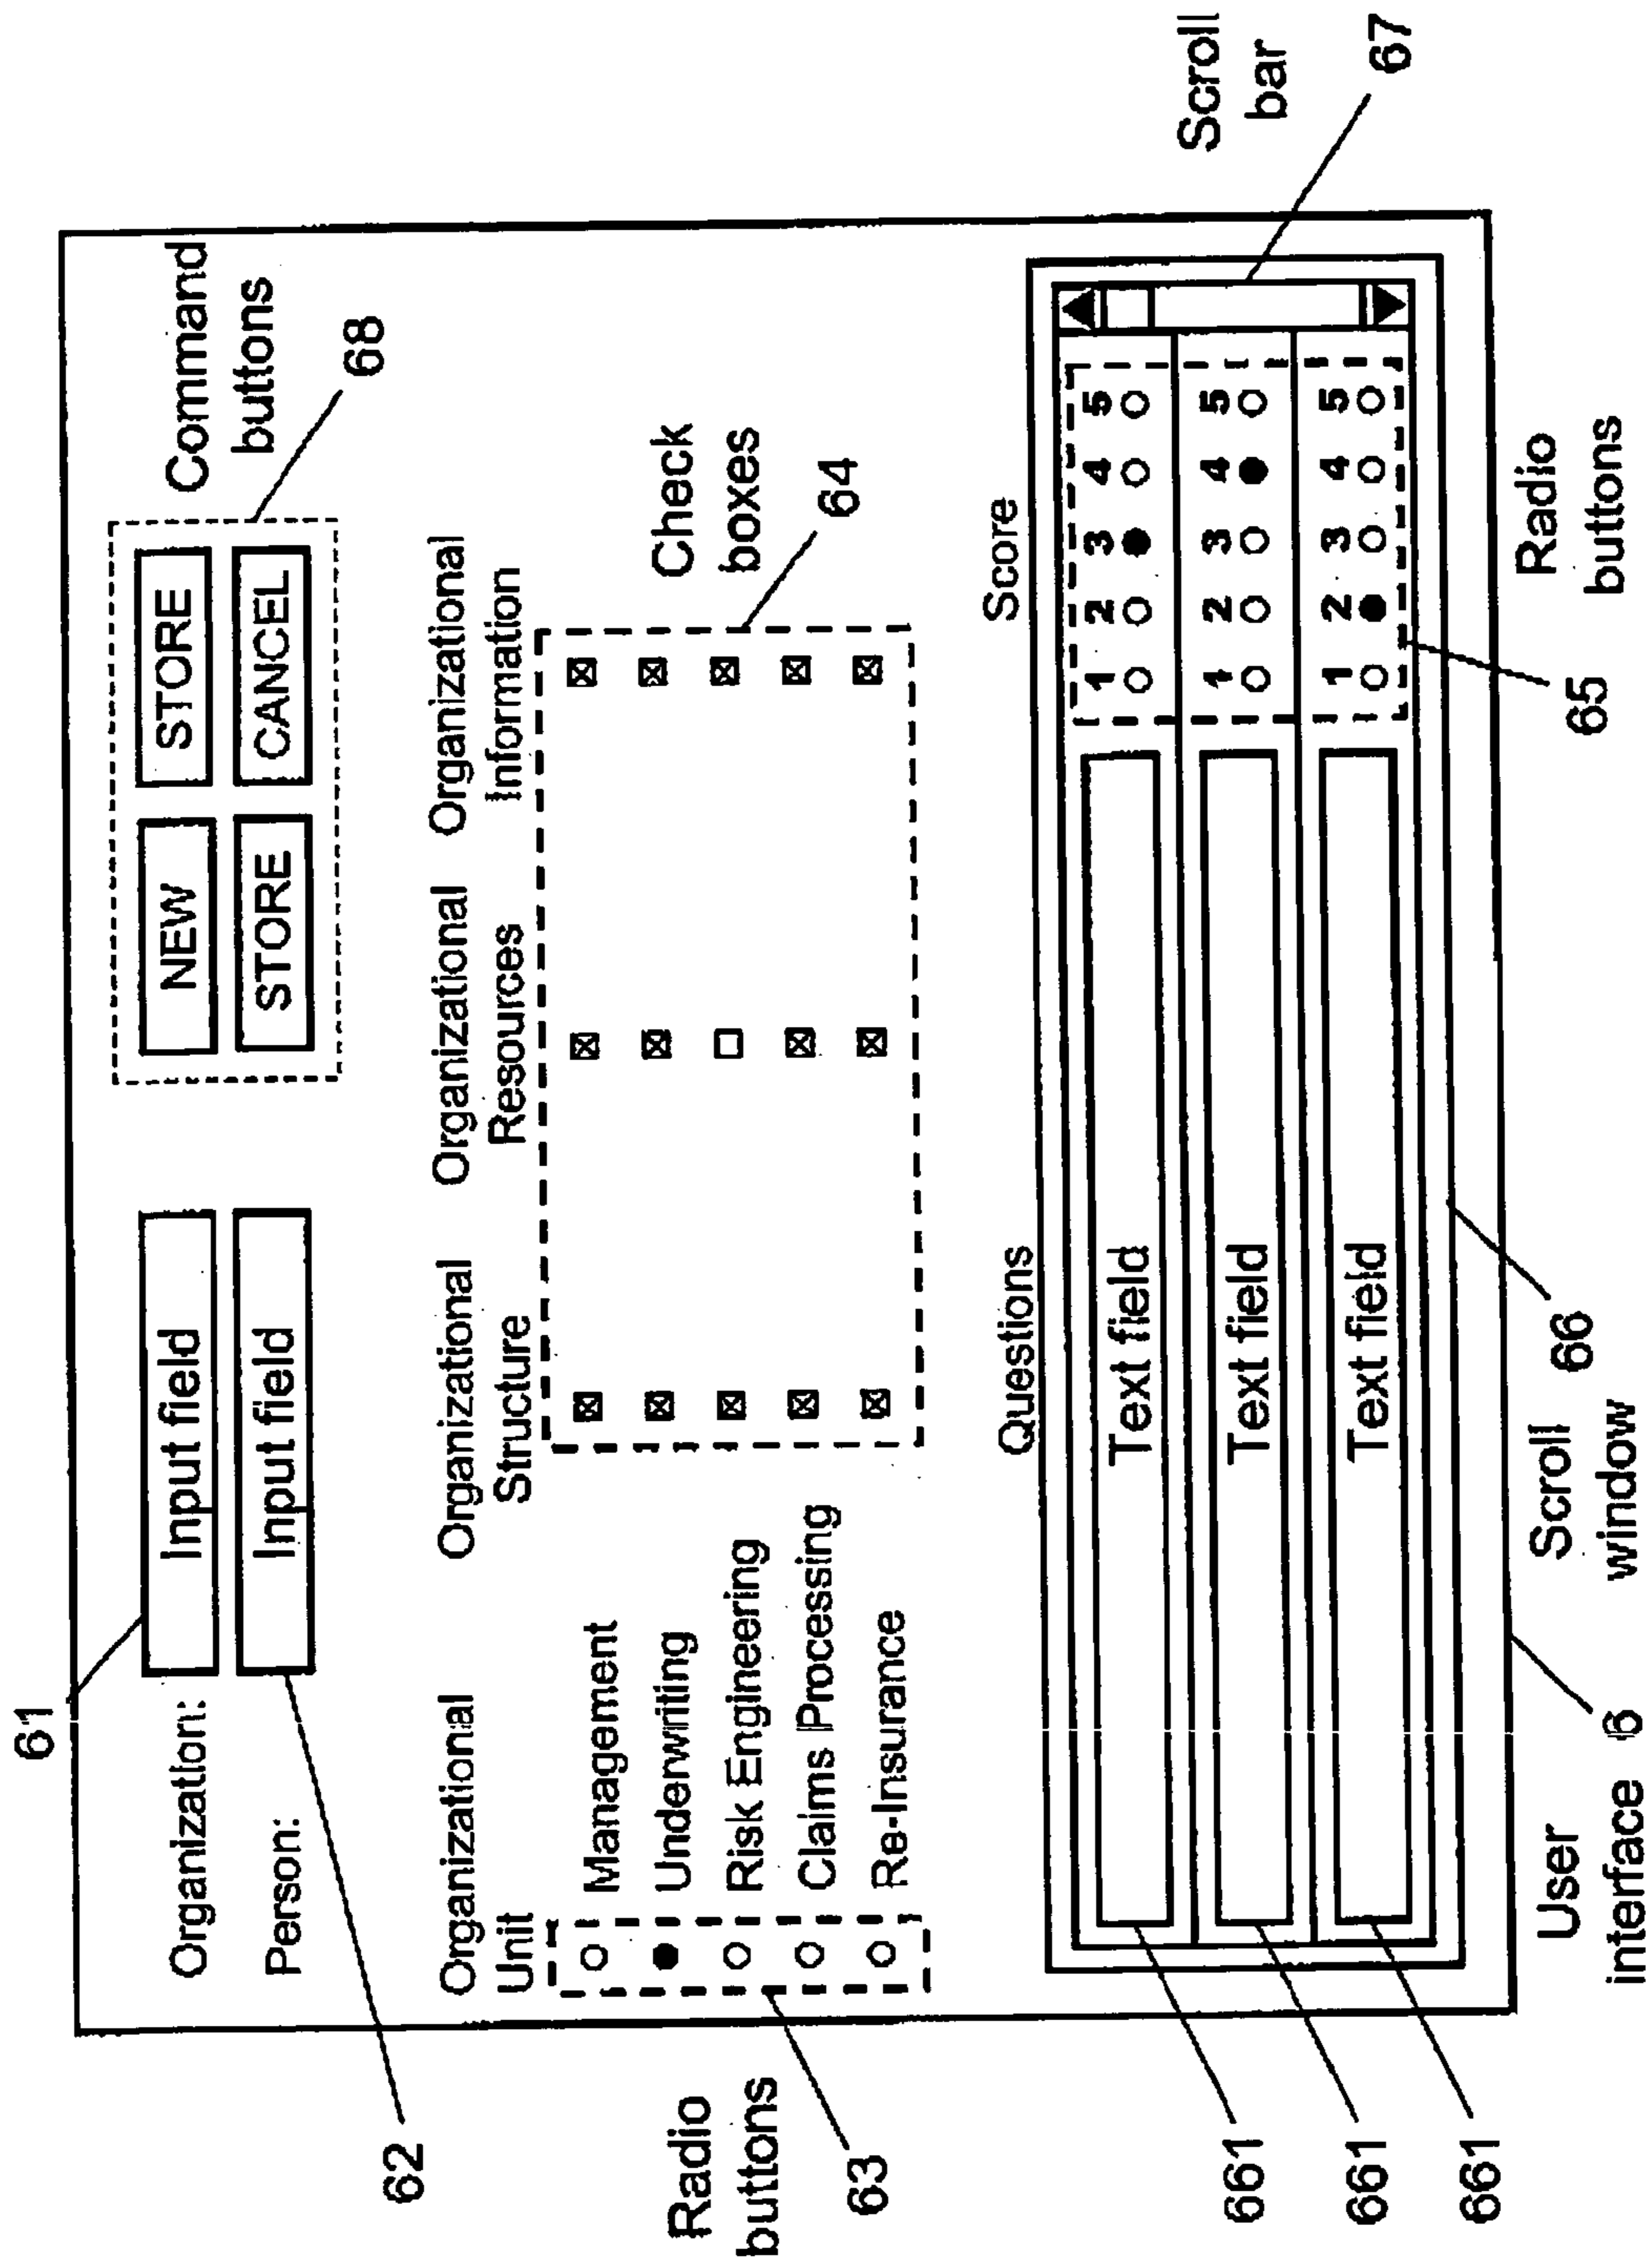 61
Organization:
Input field
NEW
STORE
Command
buttons
Person:
Input field
STORE
CANCEL
62
68
Organizational
Unit
Organizational
Structure
Organizational
Resources
Organizational
Information
Management
Underwriting
Risk Engineering
Claims Processing
Re-Insurance
Radio
buttons
63
Check
boxes
64
Questions
Score
Text field
1 2 3 4 5
Text field
1 2 3 4 5
Text field
1 2 3 4 5
Scroll
bar
67
661
661
661
User
interface 6
Scroll
window
66
65
Radio
buttons